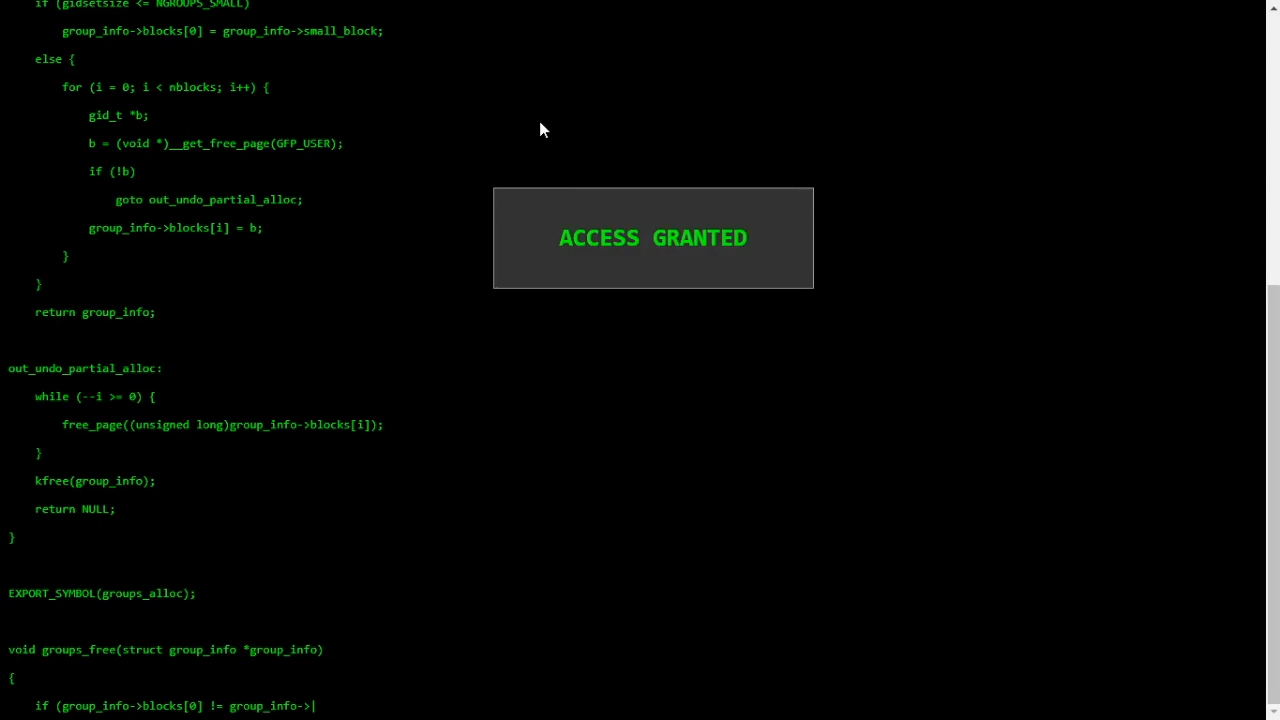 if (gidsetsize <= NGROUPS_SMALL)
group_info->blocks[0] = group_info->small_block;
else {
for (i = 0; i < nblocks; i++) {
gid_t *b;
b = (void *)__get_free_page(GFP_USER);
if (!b)
goto out_undo_partial_alloc;
group_info->blocks[i] = b;
}
}
return group_info;
out_undo_partial_alloc:
while (--i >= 0) {
free_page((unsigned long)group_info->blocks[i]);
}
kfree(group_info);
return NULL;
}
EXPORT_SYMBOL(groups_alloc);
void groups_free(struct group_info *group_info)
{
if (group_info->blocks[0] != group_info->|
ACCESS GRANTED